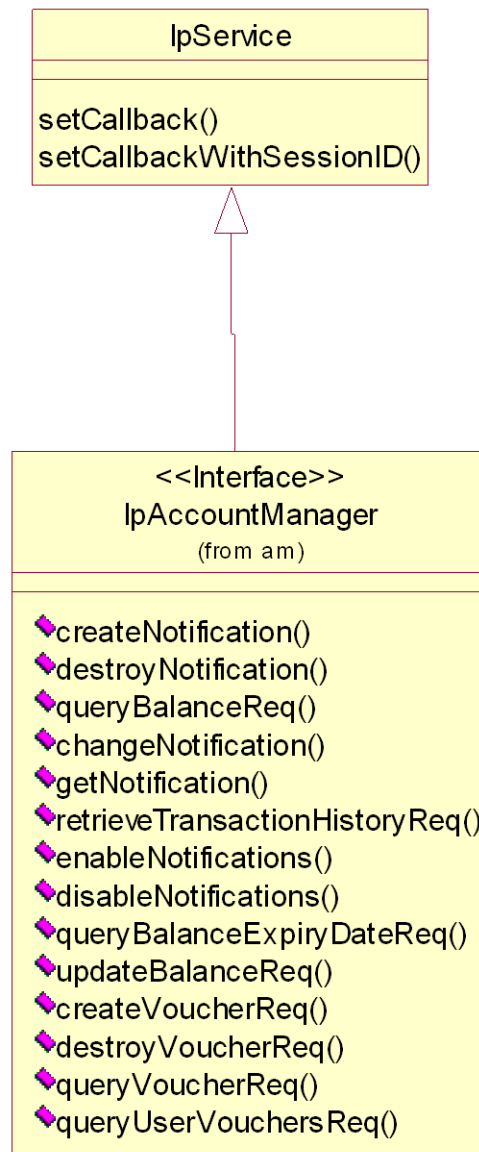 IpService
setCallback()
setCallbackWithSessionID()
<<Interface>>
IpAccountManager
(from am)
createNotification()
destroyNotification()
queryBalanceReq()
changeNotification()
getNotification()
retrieveTransactionHistoryReq()
enableNotifications()
disableNotifications()
queryBalanceExpiryDateReq()
updateBalanceReq()
createVoucherReq()
destroyVoucherReq()
queryVoucherReq()
queryUserVouchersReq()